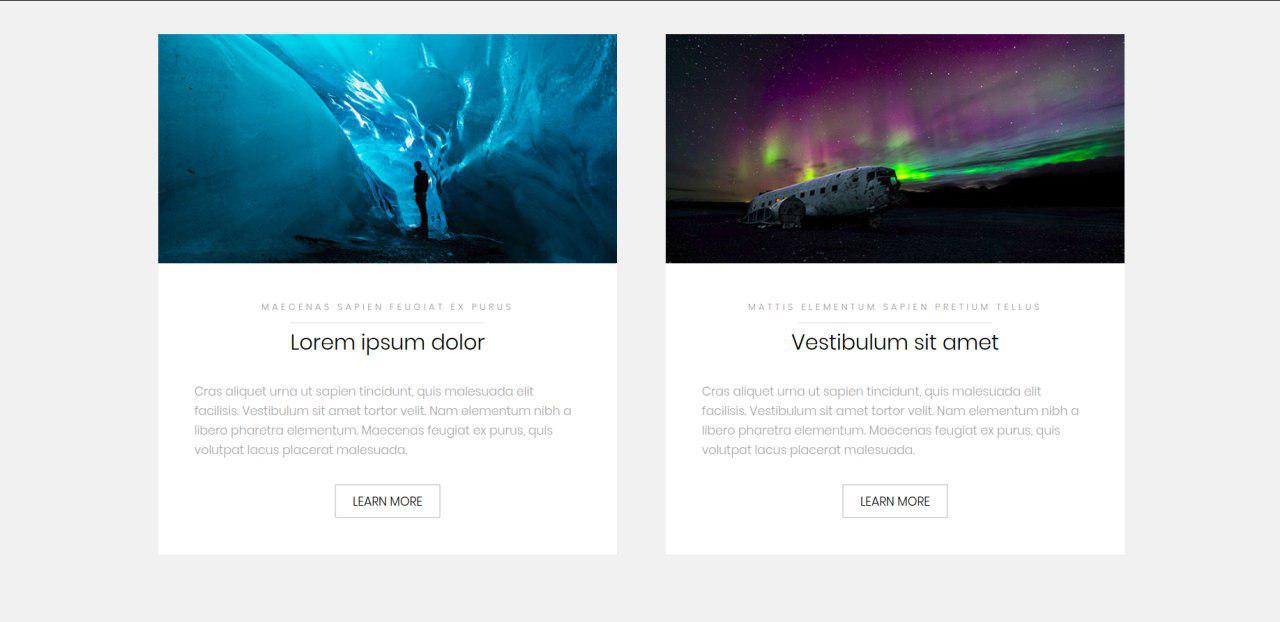 MAECENAS SAPIEN FEUGIAT EX PURUS
Lorem ipsum dolor
Cras aliquet urna ut sapien tincidunt, quis malesuada elit
facilisis. Vestibulum sit amet tortor velit. Nam elementum nibh a
libero pharetra elementum. Maecenas feugiat ex purus, quis
volutpat lacus placerat malesuada.
LEARN MORE
MATTIS ELEMENTUM SAPIEN PRETIUM TELLUS
Vestibulum sit amet
Cras aliquet urna ut sapien tincidunt, quis malesuada elit
facilisis. Vestibulum sit amet tortor velit. Nam elementum nibh a
libero pharetra elementum. Maecenas feugiat ex purus, quis
volutpat lacus placerat malesuada.
LEARN MORE